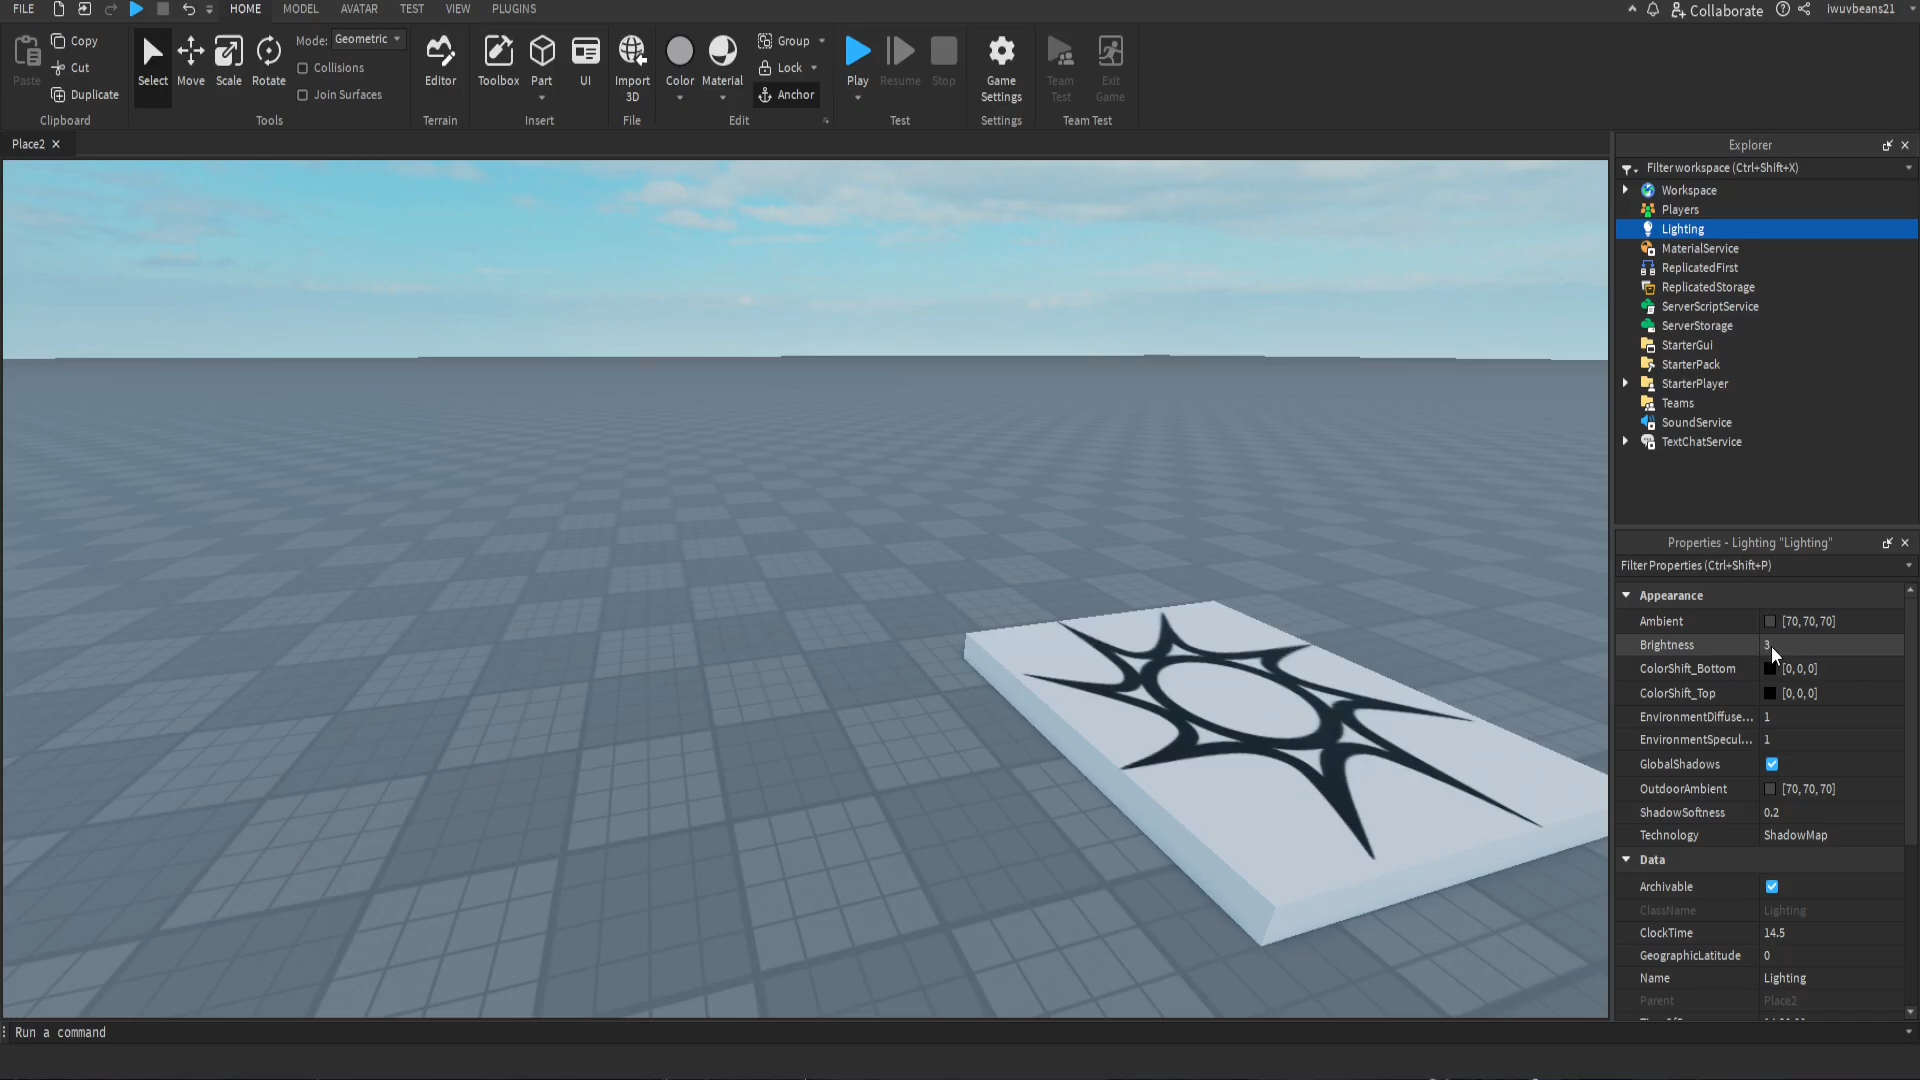 FILE HOME MODEL AVATAR TEST VIEW PLUGINS Collaborate iwuvbeans21
Paste Copy Cut Duplicate Clipboard
Select Move Scale Rotate Mode: Geometric Collisions Join Surfaces Tools
Editor Terrain
Toolbox Part UI Insert
Import 3D File
Color Material Group Lock Anchor Edit
Play Resume Stop Test
Game Settings Settings
Team Test Exit Game Team Test
Place2
Explorer
Filter workspace (Ctrl+Shift+X)
Workspace
Players
Lighting
MaterialService
ReplicatedFirst
ReplicatedStorage
ServerScriptService
ServerStorage
StarterGui
StarterPack
StarterPlayer
Teams
SoundService
TextChatService
Properties - Lighting "Lighting"
Filter Properties (Ctrl+Shift+P)
Appearance
Ambient [70, 70, 70]
Brightness 3
ColorShift_Bottom [0, 0, 0]
ColorShift_Top [0, 0, 0]
EnvironmentDiffuse... 1
EnvironmentSpecul... 1
GlobalShadows
OutdoorAmbient [70, 70, 70]
ShadowSoftness 0.2
Technology ShadowMap
Data
Archivable
ClassName Lighting
ClockTime 14.5
GeographicLatitude 0
Name Lighting
Parent Place2
Run a command